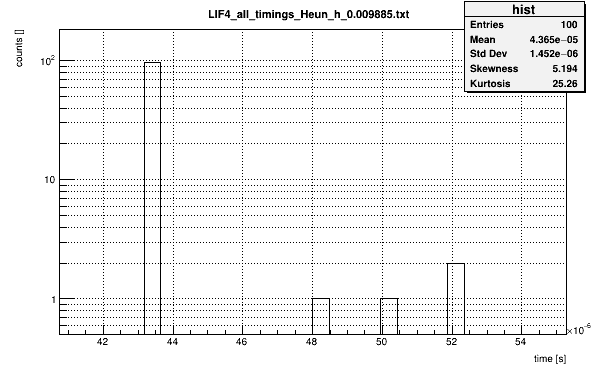 LIF4_all_timings_Heun_h_0.009885.txt
hist
Entries 100
Mean 4.365e−05
Std Dev 1.452e−06
Skewness 5.194
Kurtosis 25.26
counts []
10²
10
1
42 44 46 48 50 52 54
×10⁻⁶
time [s]